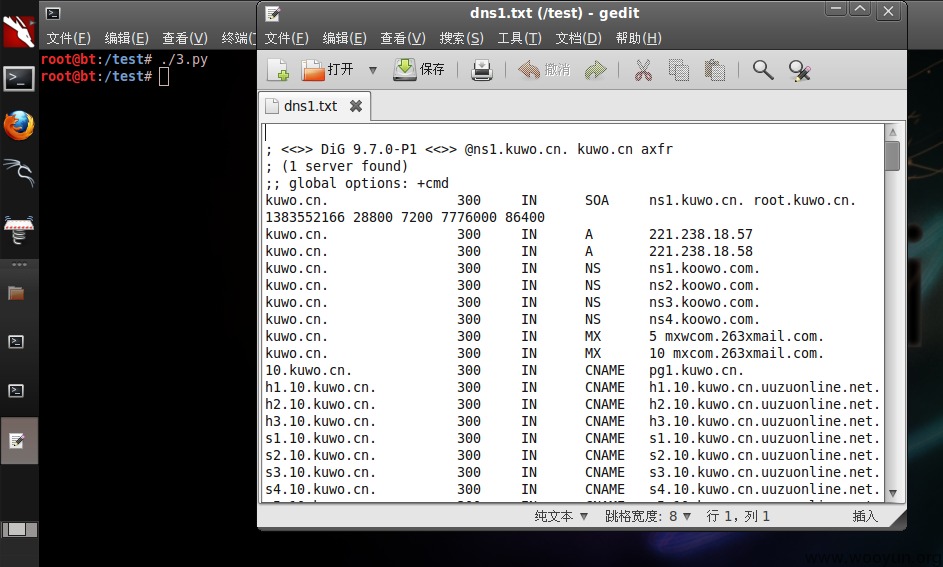 文件(F) 编辑(E) 查看(V) 终端
root@bt:/test# ./3.py
root@bt:/test#
dns1.txt (/test) - gedit
文件(F) 编辑(E) 查看(V) 搜索(S) 工具(T) 文档(D) 帮助(H)
打开 保存 撤消
dns1.txt
; <<>> DiG 9.7.0-P1 <<>> @ns1.kuwo.cn. kuwo.cn axfr
; (1 server found)
;; global options: +cmd
kuwo.cn. 300 IN SOA ns1.kuwo.cn. root.kuwo.cn.
1383552166 28800 7200 7776000 86400
kuwo.cn. 300 IN A 221.238.18.57
kuwo.cn. 300 IN A 221.238.18.58
kuwo.cn. 300 IN NS ns1.koowo.com.
kuwo.cn. 300 IN NS ns2.koowo.com.
kuwo.cn. 300 IN NS ns3.koowo.com.
kuwo.cn. 300 IN NS ns4.koowo.com.
kuwo.cn. 300 IN MX 5 mxwcom.263xmail.com.
kuwo.cn. 300 IN MX 10 mxcom.263xmail.com.
10.kuwo.cn. 300 IN CNAME pg1.kuwo.cn.
h1.10.kuwo.cn. 300 IN CNAME h1.10.kuwo.cn.uuzuonline.net.
h2.10.kuwo.cn. 300 IN CNAME h2.10.kuwo.cn.uuzuonline.net.
h3.10.kuwo.cn. 300 IN CNAME h3.10.kuwo.cn.uuzuonline.net.
s1.10.kuwo.cn. 300 IN CNAME s1.10.kuwo.cn.uuzuonline.net.
s2.10.kuwo.cn. 300 IN CNAME s2.10.kuwo.cn.uuzuonline.net.
s3.10.kuwo.cn. 300 IN CNAME s3.10.kuwo.cn.uuzuonline.net.
s4.10.kuwo.cn. 300 IN CNAME s4.10.kuwo.cn.uuzuonline.net.
纯文本 跳格宽度: 8 行 1, 列 1 插入
www.wooyun.org